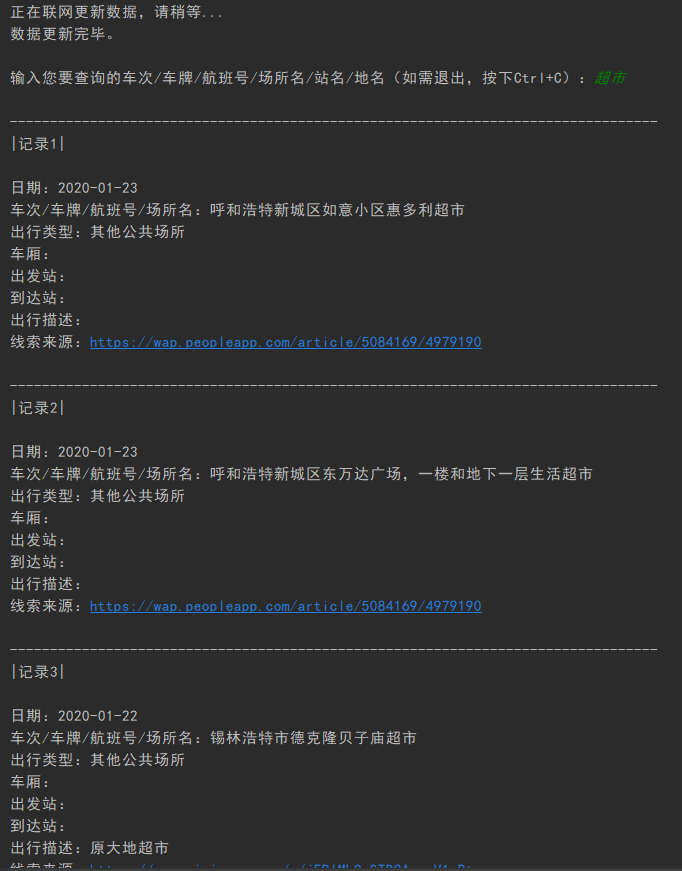 正在联网更新数据，请稍等...
数据更新完毕。
输入您要查询的车次/车牌/航班号/场所名/站名/地名（如需退出，按下Ctrl+C）：超市
---------------------------------------------------------------------------------
|记录1|
日期：2020-01-23
车次/车牌/航班号/场所名：呼和浩特新城区如意小区惠多利超市
出行类型：其他公共场所
车厢：
出发站：
到达站：
出行描述：
线索来源：https://wap.peopleapp.com/article/5084169/4979190
---------------------------------------------------------------------------------
|记录2|
日期：2020-01-23
车次/车牌/航班号/场所名：呼和浩特新城区东万达广场，一楼和地下一层生活超市
出行类型：其他公共场所
车厢：
出发站：
到达站：
出行描述：
线索来源：https://wap.peopleapp.com/article/5084169/4979190
---------------------------------------------------------------------------------
|记录3|
日期：2020-01-22
车次/车牌/航班号/场所名：锡林浩特市德克隆贝子庙超市
出行类型：其他公共场所
车厢：
出发站：
到达站：
出行描述：原大地超市
线索来源：